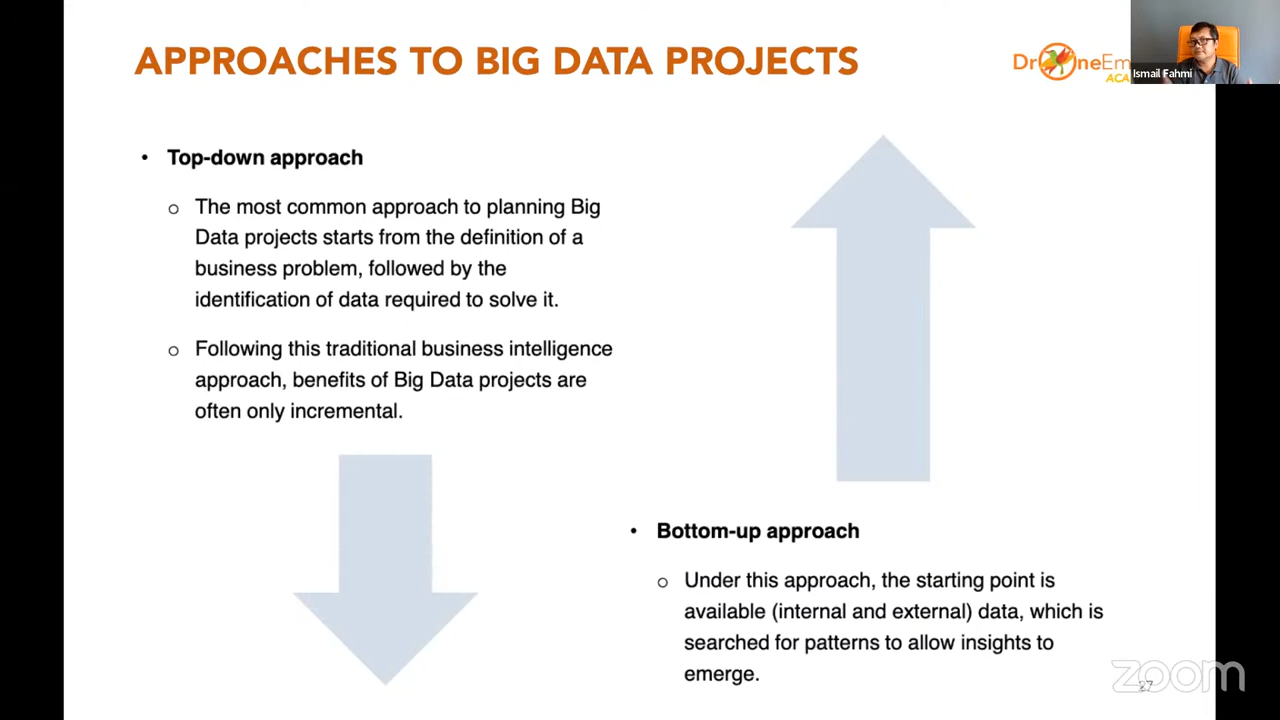 APPROACHES TO BIG DATA PROJECTS
DroneEm
ACA
Ismail Fahmi
• Top-down approach
o The most common approach to planning Big
Data projects starts from the definition of a
business problem, followed by the
identification of data required to solve it.
o Following this traditional business intelligence
approach, benefits of Big Data projects are
often only incremental.
• Bottom-up approach
o Under this approach, the starting point is
available (internal and external) data, which is
searched for patterns to allow insights to
emerge.
zoom
27